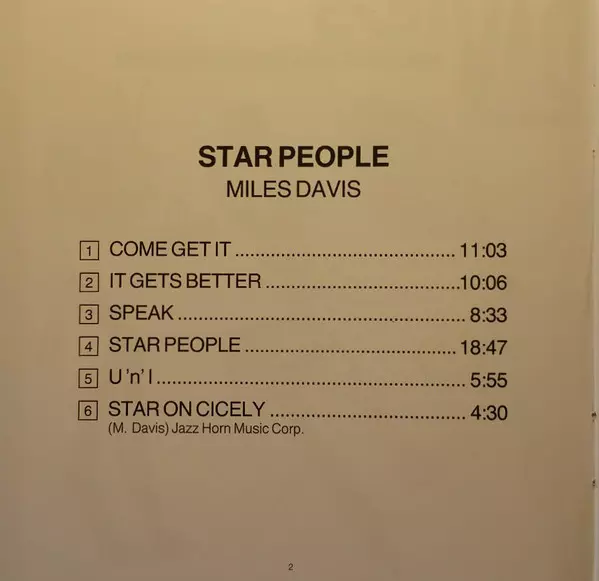 STAR PEOPLE
MILES DAVIS
1 COME GET IT ............................................ 11:03
2 IT GETS BETTER .......................................10:06
3 SPEAK .......................................................... 8:33
4 STAR PEOPLE .......................................... 18:47
5 U 'n' I .............................................................. 5:55
6 STAR ON CICELY ....................................... 4:30
(M. Davis) Jazz Horn Music Corp.
2